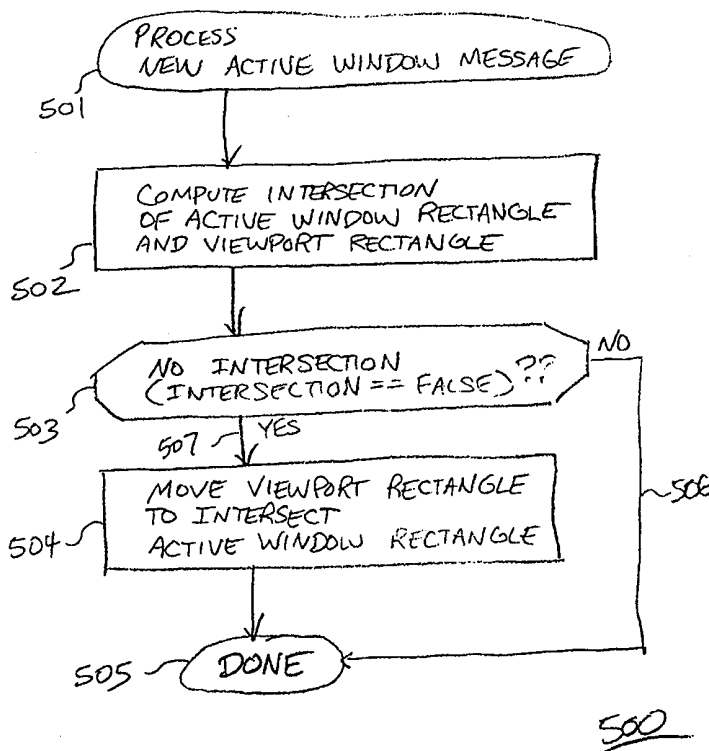 PROCESS
NEW ACTIVE WINDOW MESSAGE
501
COMPUTE INTERSECTION
OF ACTIVE WINDOW RECTANGLE
AND VIEWPORT RECTANGLE
502
NO INTERSECTION
(INTERSECTION == FALSE)??
NO
503
507
YES
MOVE VIEWPORT RECTANGLE
TO INTERSECT
ACTIVE WINDOW RECTANGLE
506
504
DONE
505
500